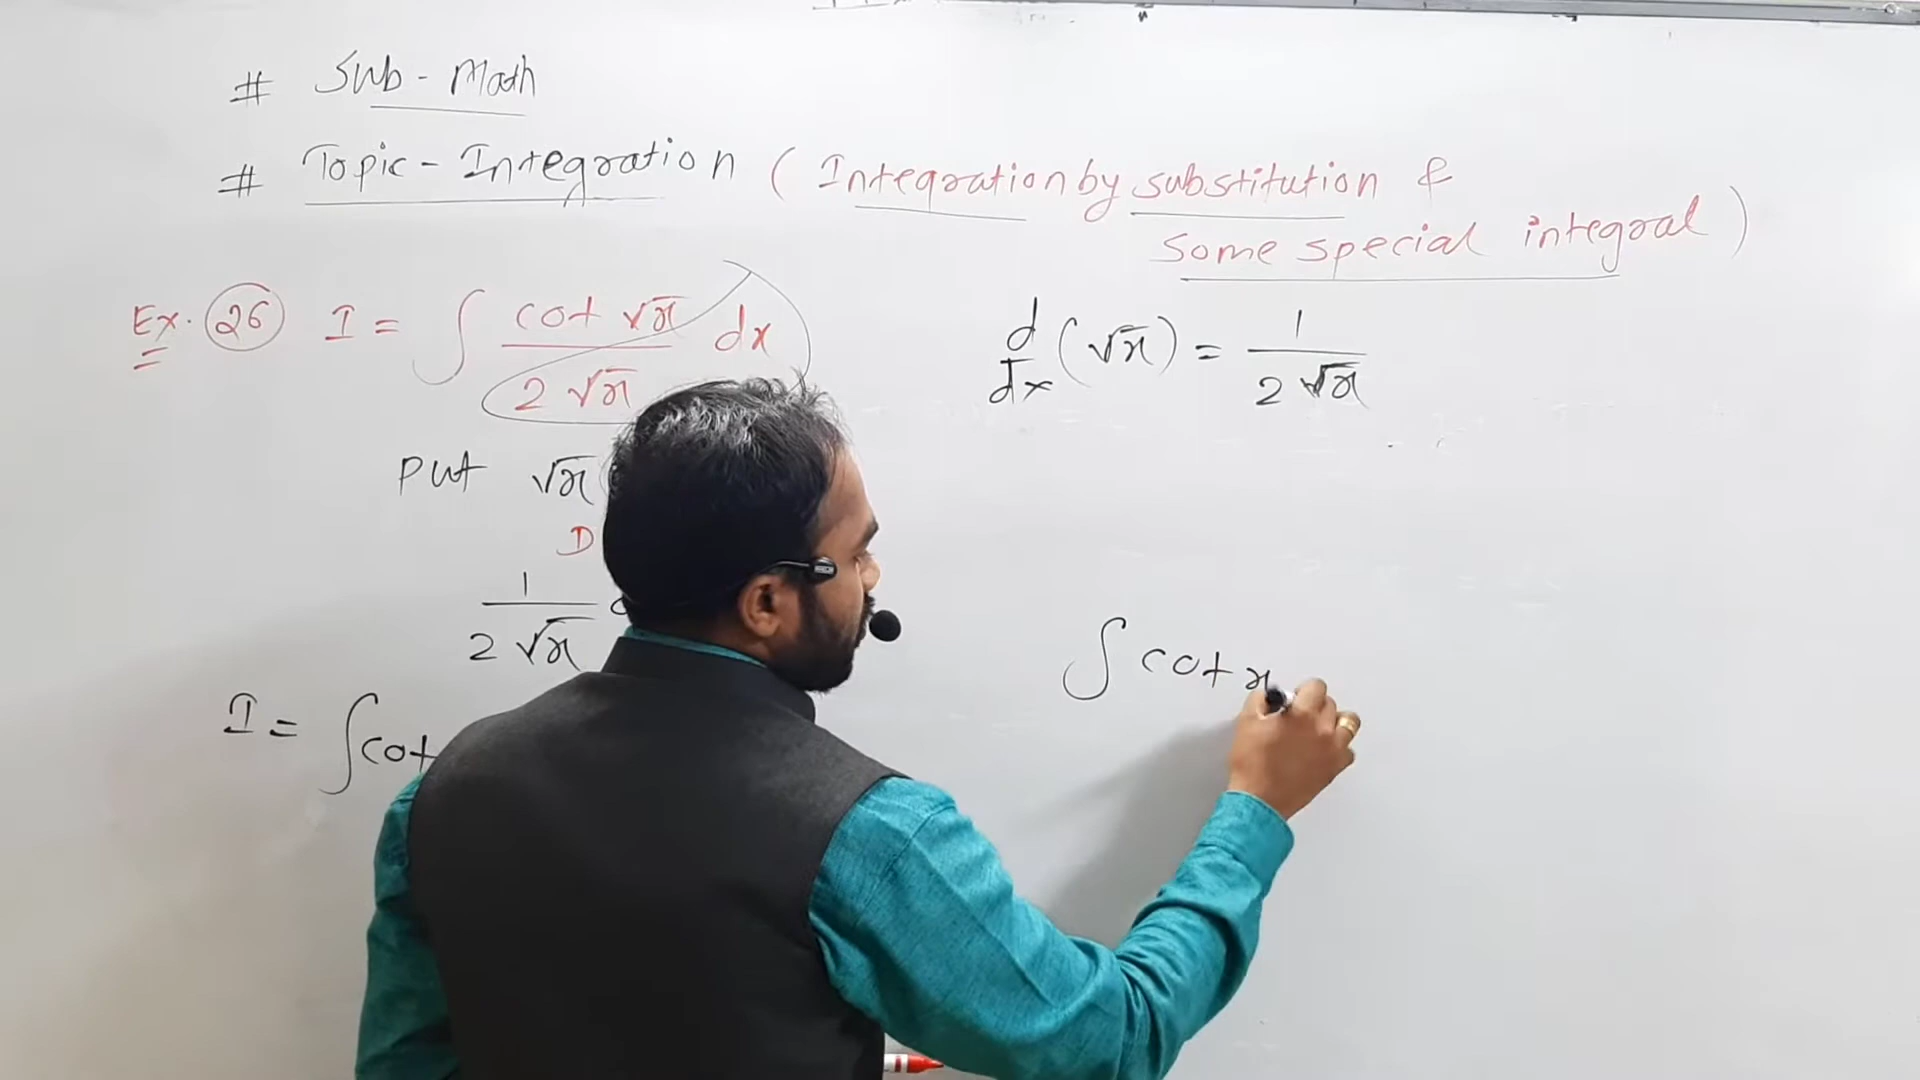 # Sub - Math
# Topic - Integration ( Integration by substitution &
some special integral )
Ex. 26 I = ∫ cot √x / 2 √x dx
d/dx (√x) = 1 / 2 √x
Put √x
D
1 / 2 √x
I = ∫ cot
∫ cot x